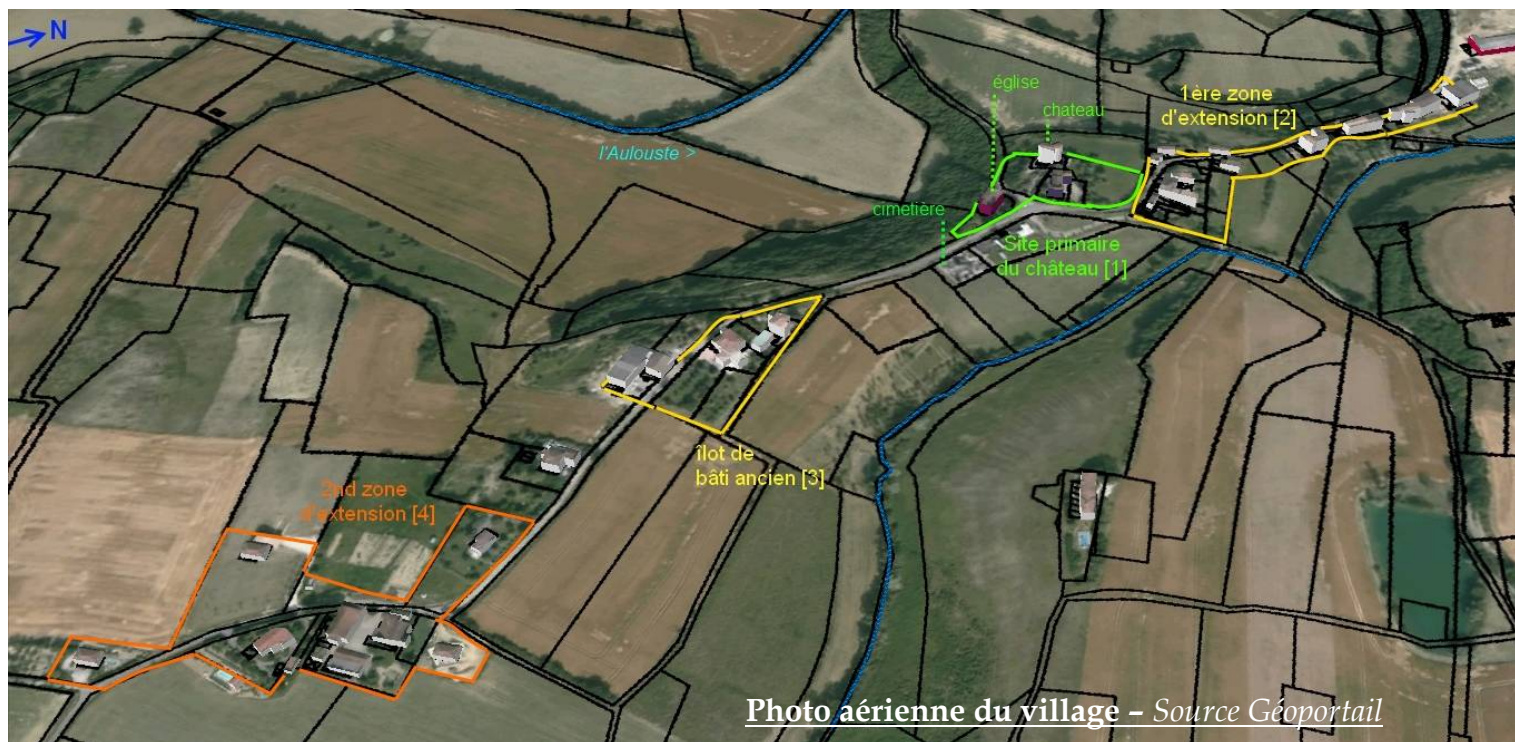 N
église
chateau
1ère zone
d'extension [2]
l'Aulouste >
cimetière
Site primaire
du château [1]
îlot de
bâti ancien [3]
2nd zone
d'extension [4]
Photo aérienne du village – Source Géoportail